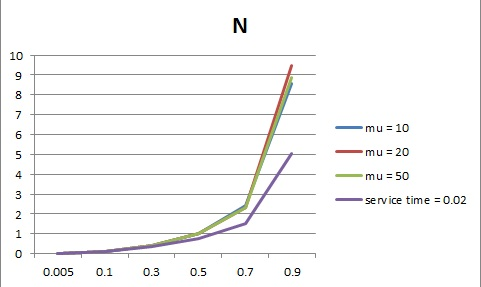 N
10
9
8
7
6
5
4
3
2
1
0
0.005 0.1 0.3 0.5 0.7 0.9
mu = 10
mu = 20
mu = 50
service time = 0.02